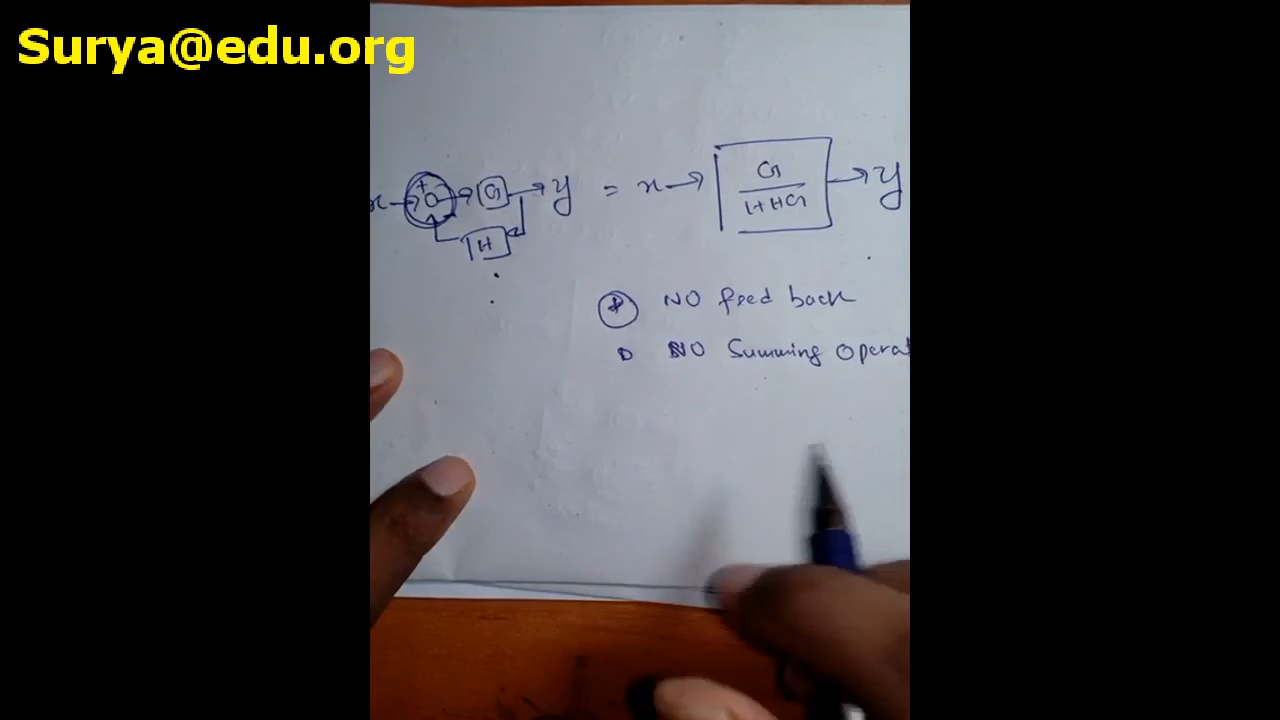 Surya@edu.org
x + G y = x G y
1+HG
H
NO feed back
NO Summing Operat